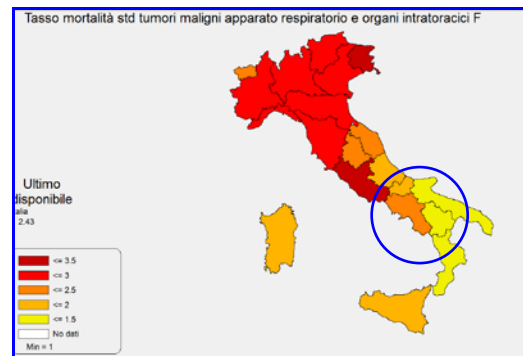 Tasso mortalità std tumori maligni apparato respiratorio e organi intratoracici F
Ultimo
disponibile
alia
2.43
<= 3.5
<= 3
<= 2.5
<= 2
<= 1.5
No dati
Min = 1